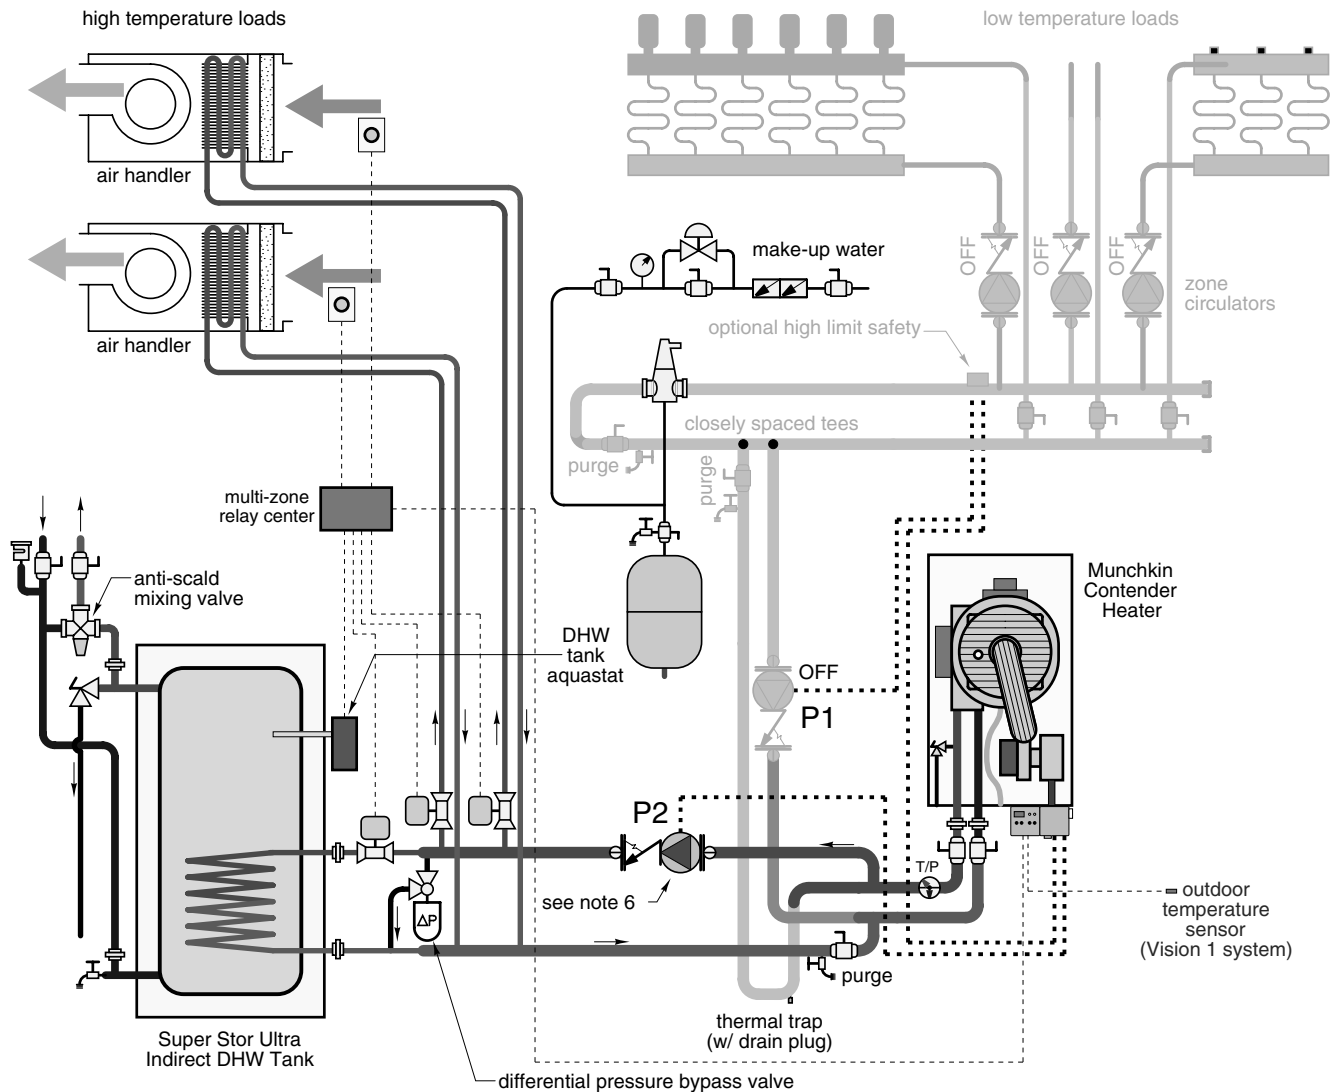 high temperature loads
low temperature loads
air handler
air handler
make-up water
OFF
OFF
OFF
zone
circulators
optional high limit safety
closely spaced tees
purge
purge
multi-zone
relay center
anti-scald
mixing valve
DHW
tank
aquastat
Munchkin
Contender
Heater
OFF
P1
P2
see note 6
T/P
ΔP
outdoor
temperature
sensor
(Vision 1 system)
purge
thermal trap
(w/ drain plug)
Super Stor Ultra
Indirect DHW Tank
differential pressure bypass valve